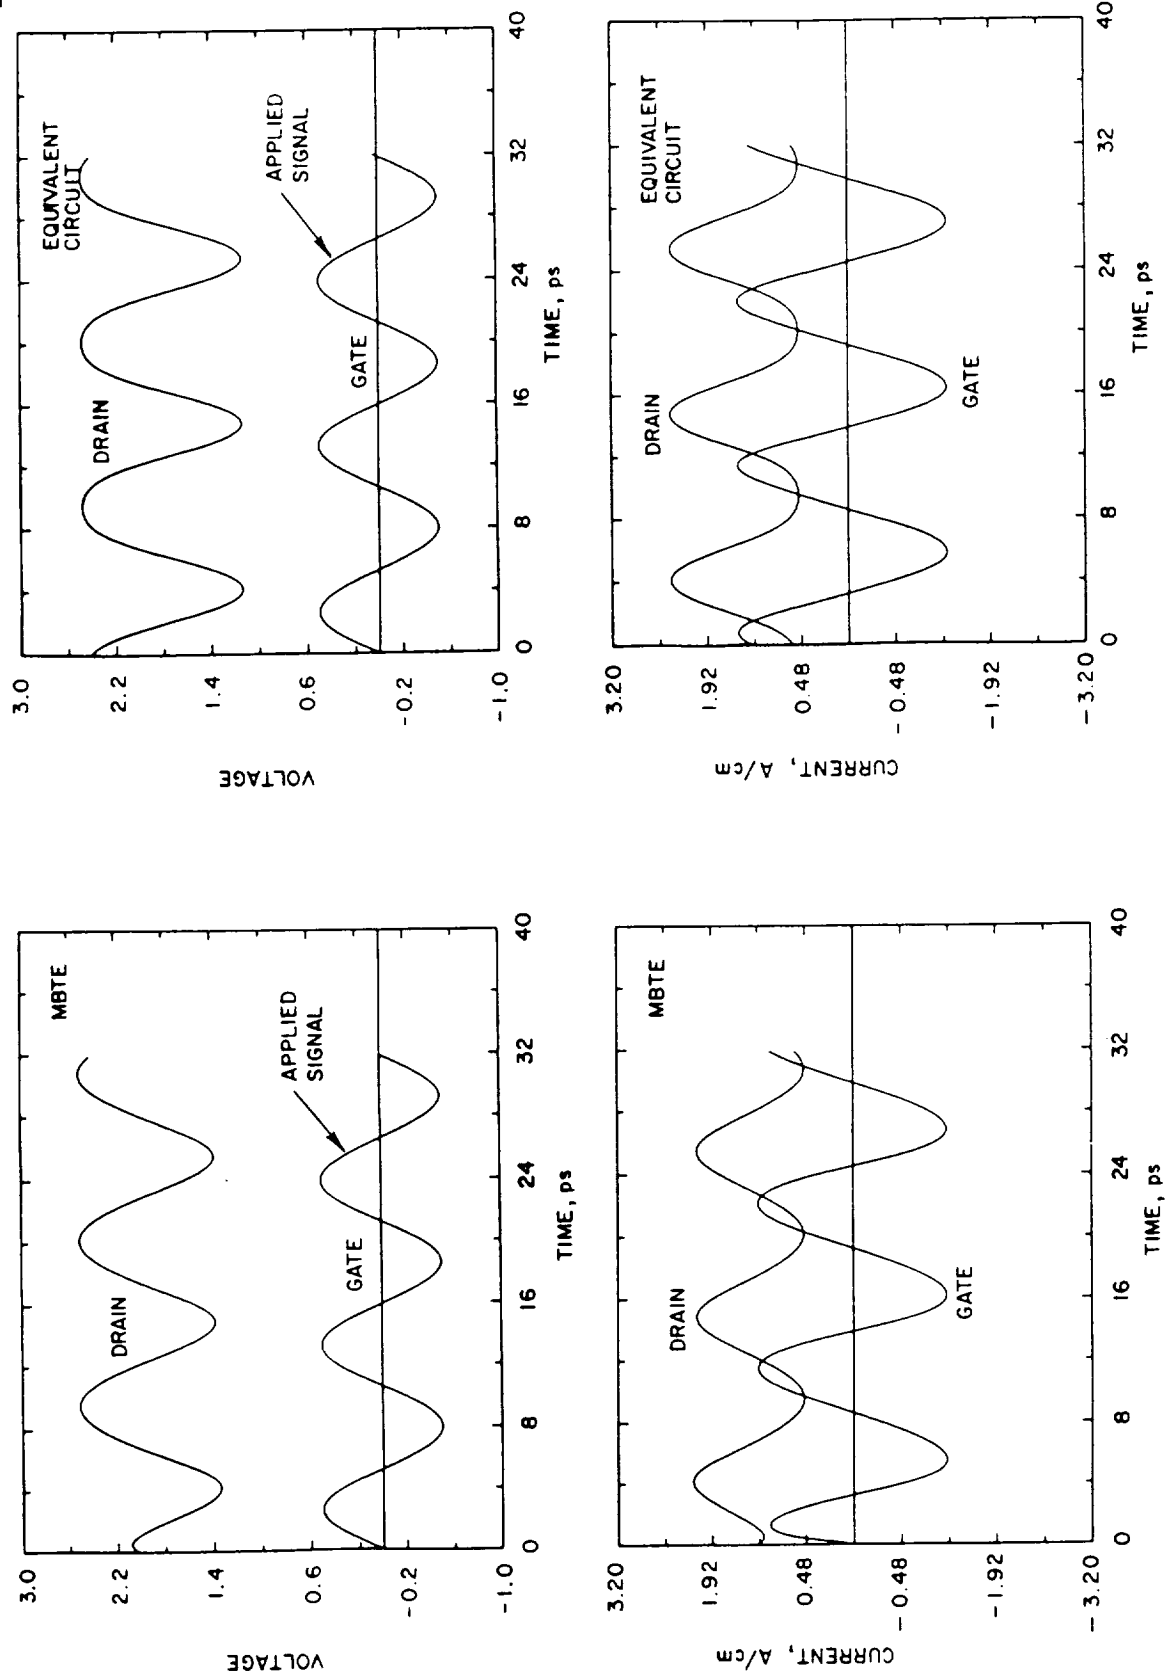 3.0
2.2
1.4
0.6
-0.2
-1.0
VOLTAGE
0
8
16
24
32
40
TIME, ps
MBTE
DRAIN
GATE
APPLIED
SIGNAL
3.0
2.2
1.4
0.6
-0.2
-1.0
VOLTAGE
0
8
16
24
32
40
TIME, ps
EQUIVALENT
CIRCUIT
DRAIN
GATE
APPLIED
SIGNAL
3.20
1.92
0.48
-0.48
-1.92
-3.20
CURRENT, A/cm
0
8
16
24
32
40
TIME, ps
MBTE
DRAIN
GATE
3.20
1.92
0.48
-0.48
-1.92
-3.20
CURRENT, A/cm
0
8
16
24
32
40
TIME, ps
EQUIVALENT
CIRCUIT
DRAIN
GATE